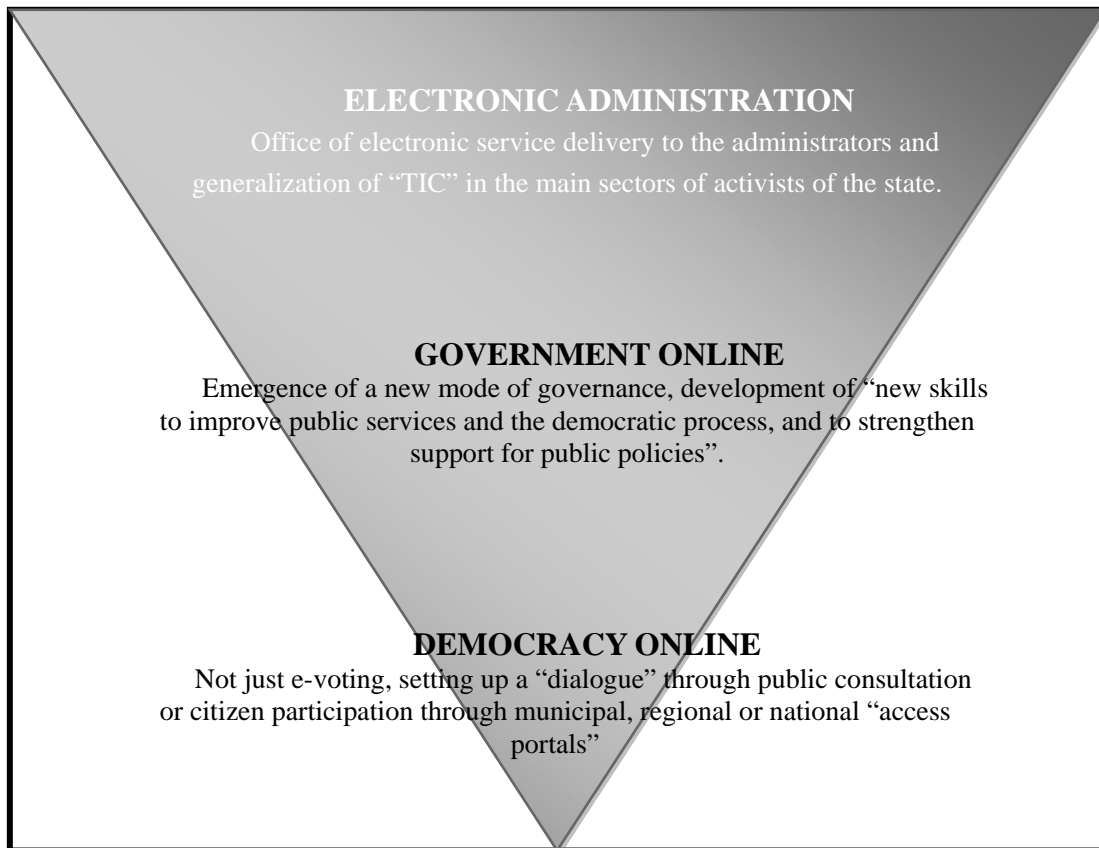 ELECTRONIC ADMINISTRATION
Office of electronic service delivery to the administrators and
generalization of “TIC” in the main sectors of activists of the state.
GOVERNMENT ONLINE
Emergence of a new mode of governance, development of “new skills
to improve public services and the democratic process, and to strengthen
support for public policies”.
DEMOCRACY ONLINE
Not just e-voting, setting up a “dialogue” through public consultation
or citizen participation through municipal, regional or national “access
portals”